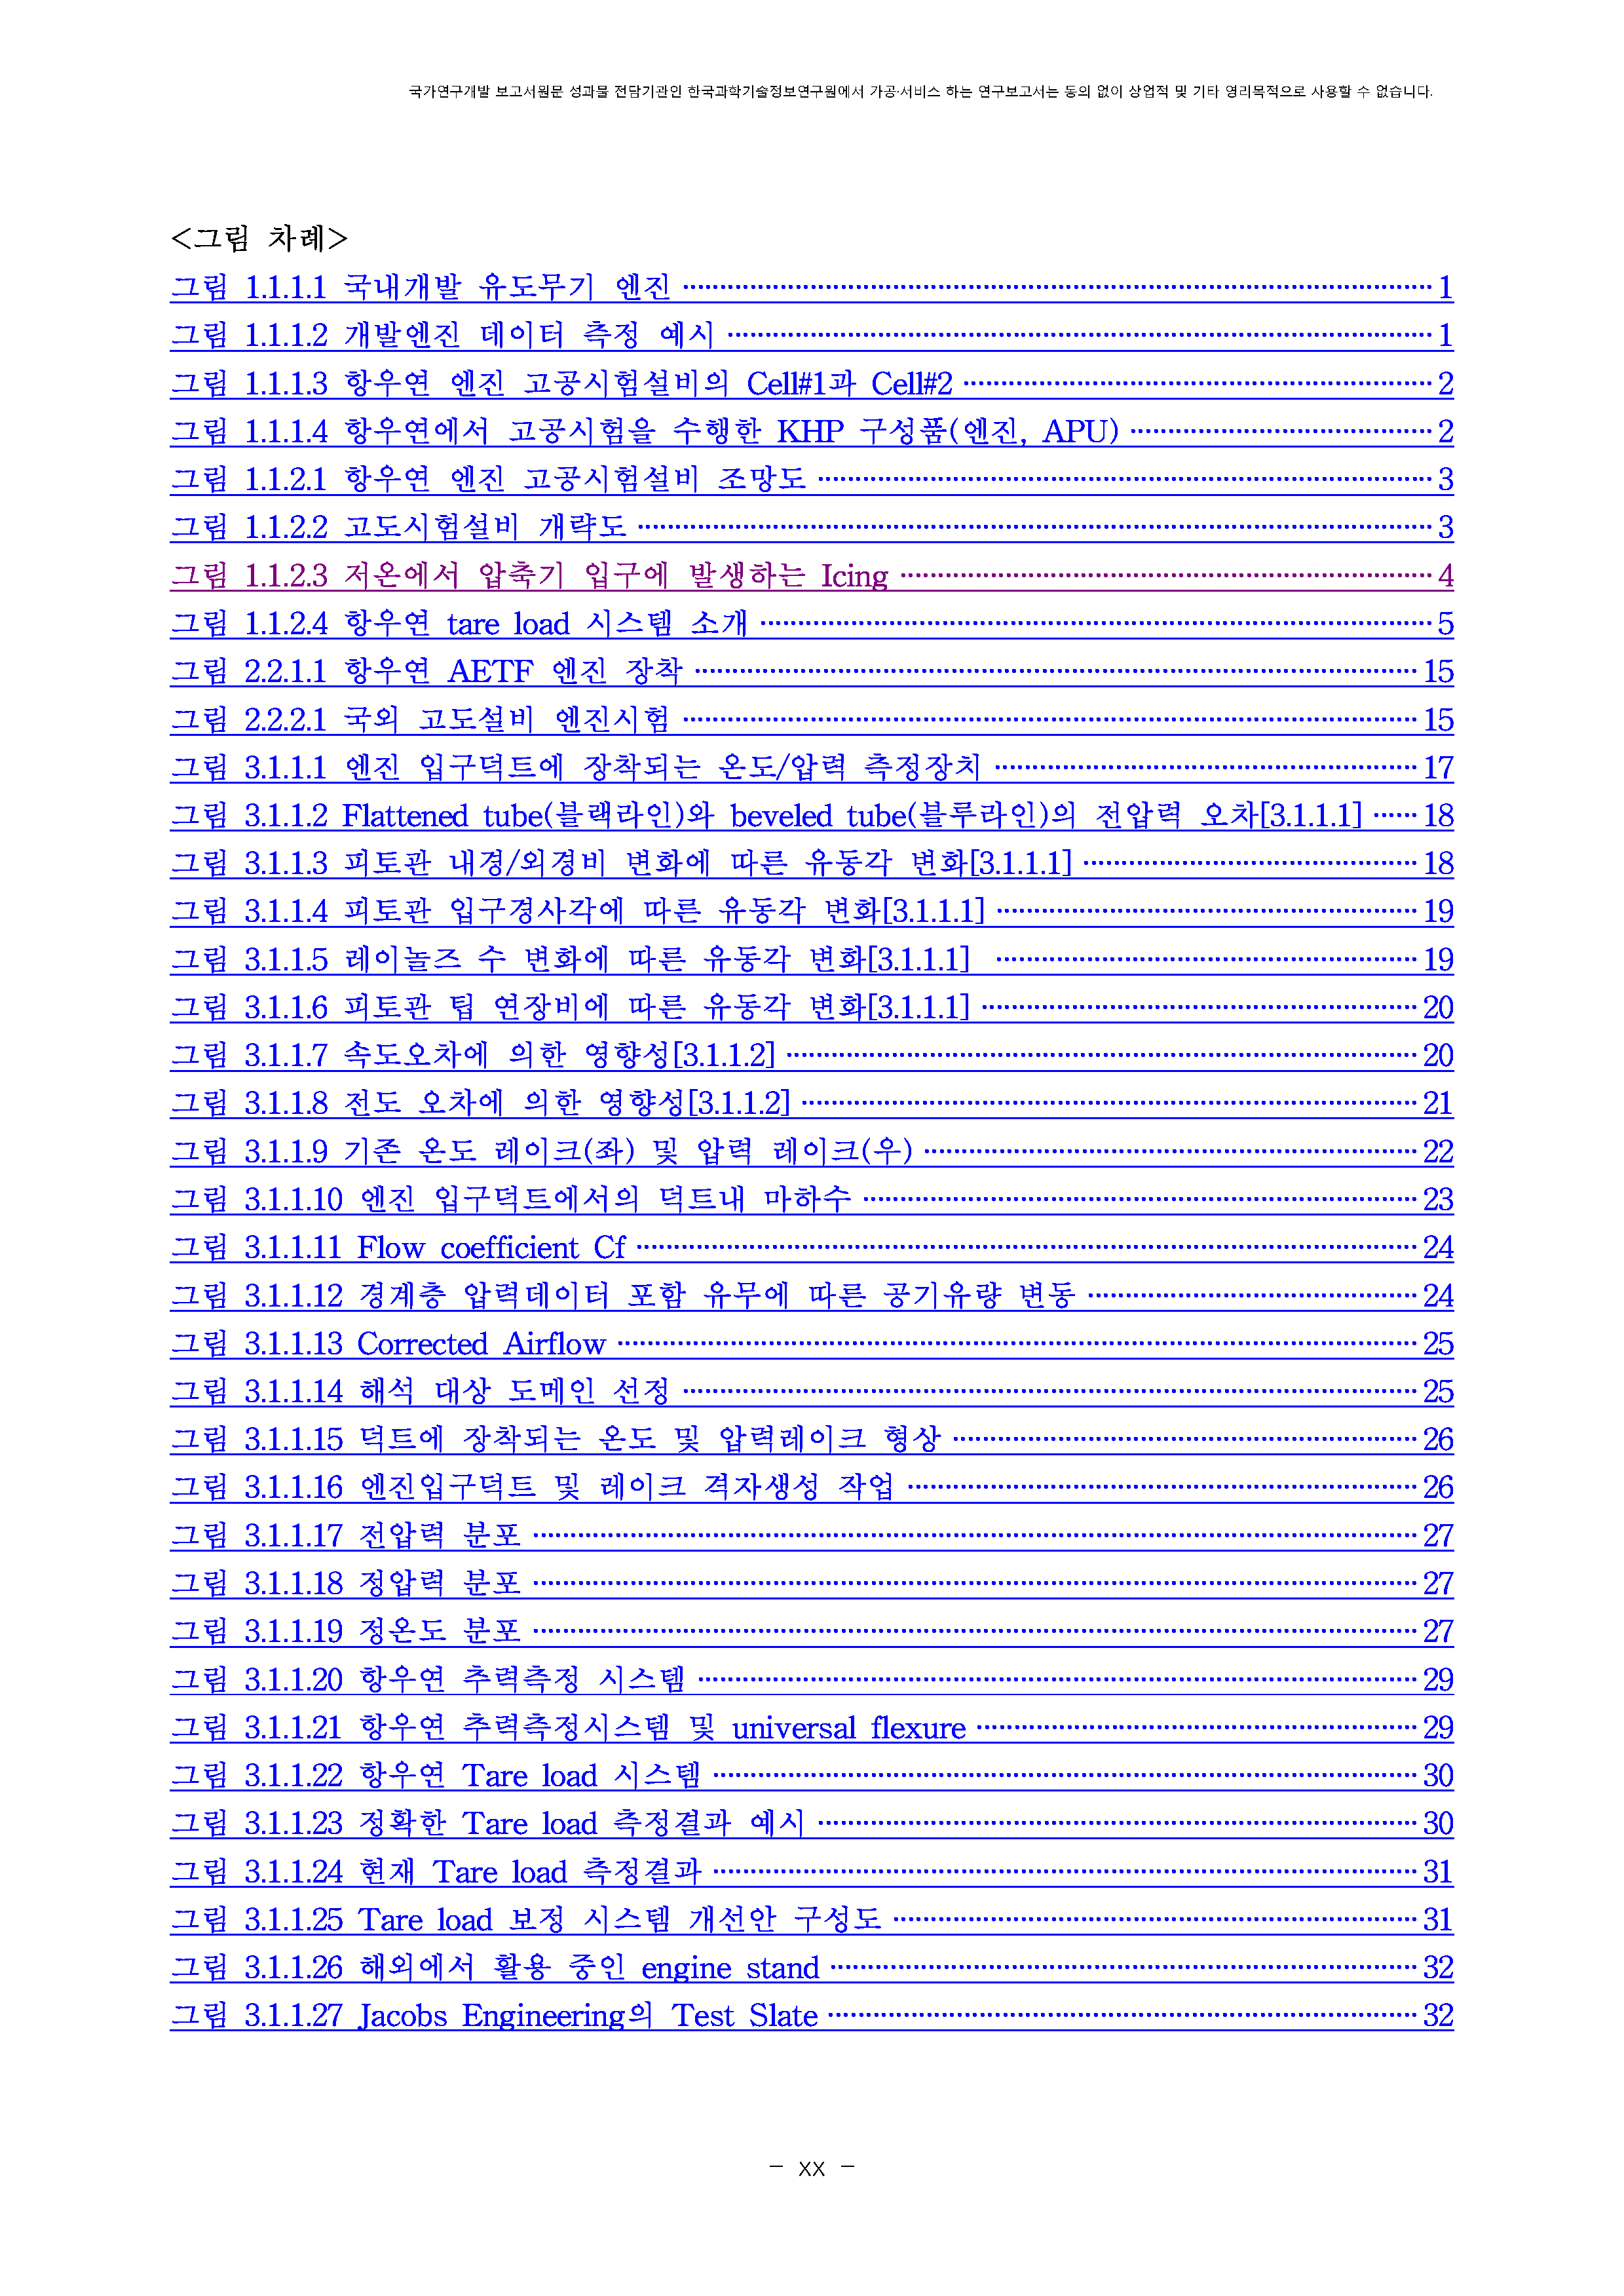 국가연구개발 보고서원문 성과물 전담기관인 한국과학기술정보연구원에서 가공·서비스 하는 연구보고서는 동의 없이 상업적 및 기타 영리목적으로 사용할 수 없습니다.
<그림 차례>
그림 1.1.1.1 국내개발 유도무기 엔진 ⋯⋯ 1
그림 1.1.1.2 개발엔진 데이터 측정 예시 ⋯⋯ 1
그림 1.1.1.3 항우연 엔진 고공시험설비의 Cell#1과 Cell#2 ⋯⋯ 2
그림 1.1.1.4 항우연에서 고공시험을 수행한 KHP 구성품(엔진, APU) ⋯⋯ 2
그림 1.1.2.1 항우연 엔진 고공시험설비 조망도 ⋯⋯ 3
그림 1.1.2.2 고도시험설비 개략도 ⋯⋯ 3
그림 1.1.2.3 저온에서 압축기 입구에 발생하는 Icing ⋯⋯ 4
그림 1.1.2.4 항우연 tare load 시스템 소개 ⋯⋯ 5
그림 2.2.1.1 항우연 AETF 엔진 장착 ⋯⋯ 15
그림 2.2.2.1 국외 고도설비 엔진시험 ⋯⋯ 15
그림 3.1.1.1 엔진 입구덕트에 장착되는 온도/압력 측정장치 ⋯⋯ 17
그림 3.1.1.2 Flattened tube(블랙라인)와 beveled tube(블루라인)의 전압력 오차[3.1.1.1] ⋯⋯ 18
그림 3.1.1.3 피토관 내경/외경비 변화에 따른 유동각 변화[3.1.1.1] ⋯⋯ 18
그림 3.1.1.4 피토관 입구경사각에 따른 유동각 변화[3.1.1.1] ⋯⋯ 19
그림 3.1.1.5 레이놀즈 수 변화에 따른 유동각 변화[3.1.1.1] ⋯⋯ 19
그림 3.1.1.6 피토관 팁 연장비에 따른 유동각 변화[3.1.1.1] ⋯⋯ 20
그림 3.1.1.7 속도오차에 의한 영향성[3.1.1.2] ⋯⋯ 20
그림 3.1.1.8 전도 오차에 의한 영향성[3.1.1.2] ⋯⋯ 21
그림 3.1.1.9 기존 온도 레이크(좌) 및 압력 레이크(우) ⋯⋯ 22
그림 3.1.1.10 엔진 입구덕트에서의 덕트내 마하수 ⋯⋯ 23
그림 3.1.1.11 Flow coefficient Cf ⋯⋯ 24
그림 3.1.1.12 경계층 압력데이터 포함 유무에 따른 공기유량 변동 ⋯⋯ 24
그림 3.1.1.13 Corrected Airflow ⋯⋯ 25
그림 3.1.1.14 해석 대상 도메인 선정 ⋯⋯ 25
그림 3.1.1.15 덕트에 장착되는 온도 및 압력레이크 형상 ⋯⋯ 26
그림 3.1.1.16 엔진입구덕트 및 레이크 격자생성 작업 ⋯⋯ 26
그림 3.1.1.17 전압력 분포 ⋯⋯ 27
그림 3.1.1.18 정압력 분포 ⋯⋯ 27
그림 3.1.1.19 정온도 분포 ⋯⋯ 27
그림 3.1.1.20 항우연 추력측정 시스템 ⋯⋯ 29
그림 3.1.1.21 항우연 추력측정시스템 및 universal flexure ⋯⋯ 29
그림 3.1.1.22 항우연 Tare load 시스템 ⋯⋯ 30
그림 3.1.1.23 정확한 Tare load 측정결과 예시 ⋯⋯ 30
그림 3.1.1.24 현재 Tare load 측정결과 ⋯⋯ 31
그림 3.1.1.25 Tare load 보정 시스템 개선안 구성도 ⋯⋯ 31
그림 3.1.1.26 해외에서 활용 중인 engine stand ⋯⋯ 32
그림 3.1.1.27 Jacobs Engineering의 Test Slate ⋯⋯ 32
- xx -